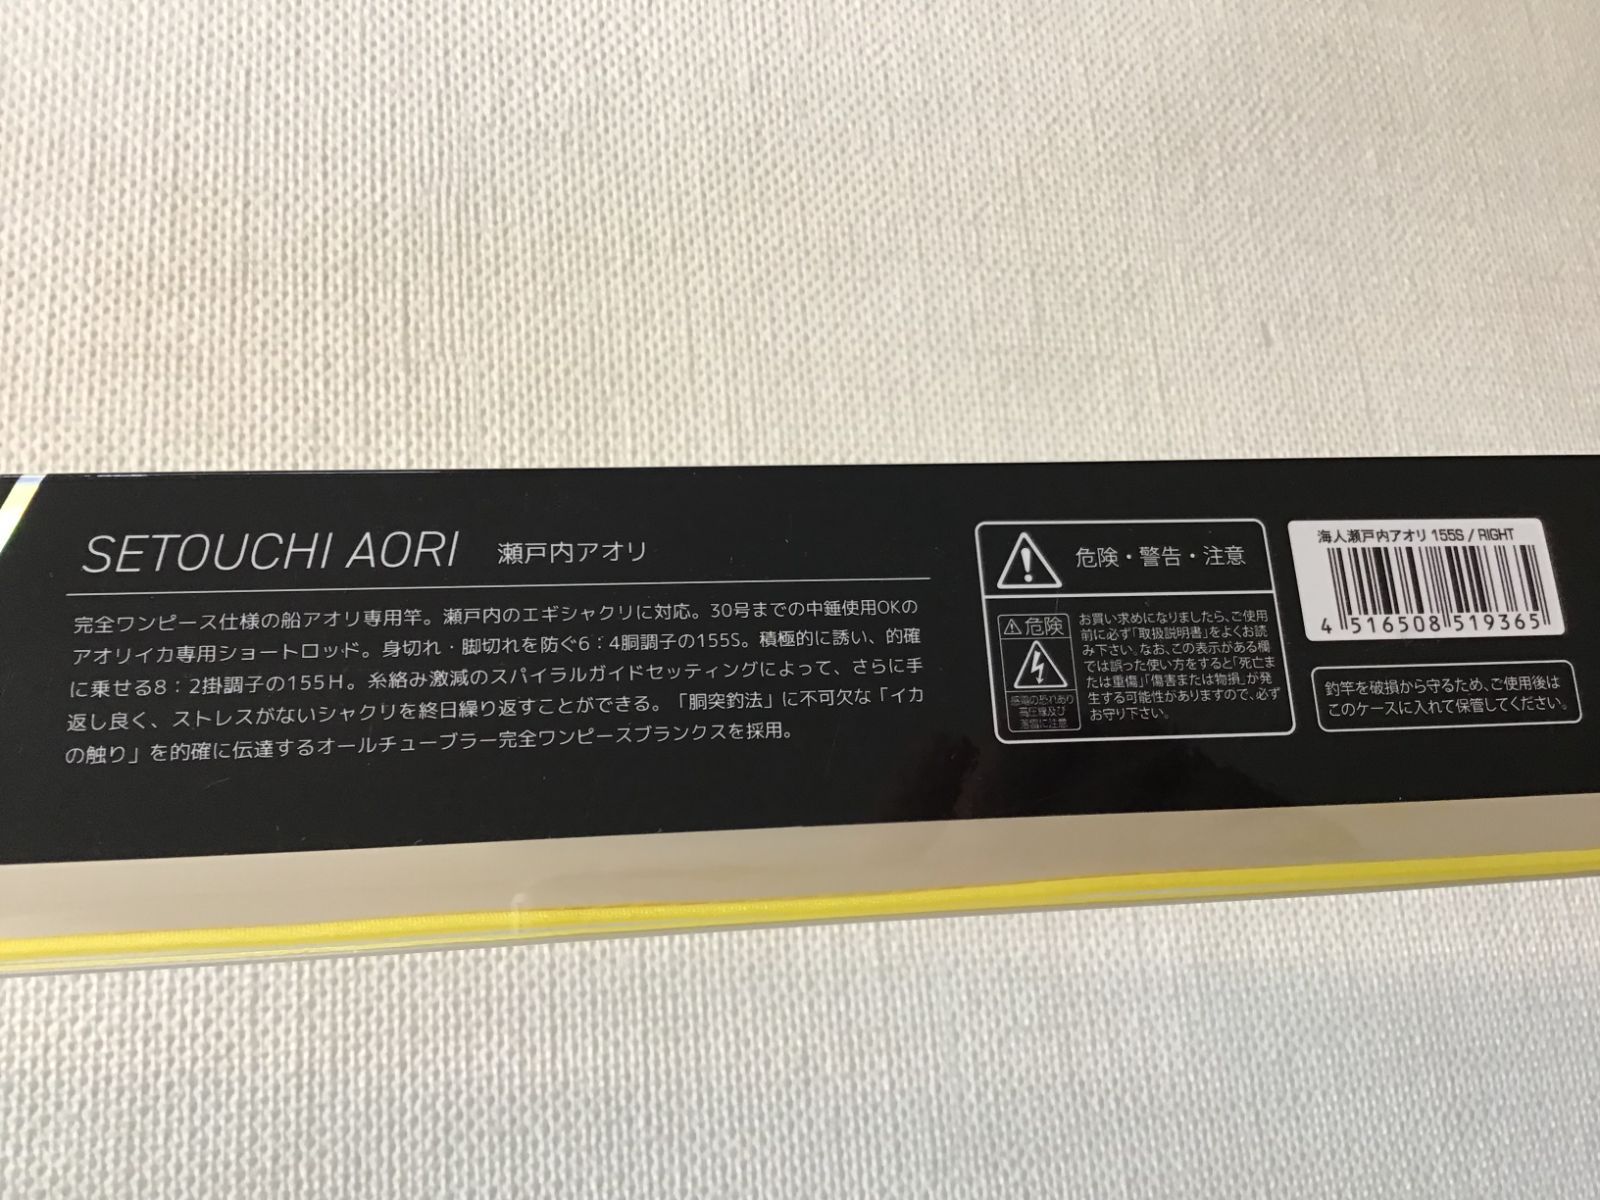 SETOUCHI AORI 瀬戸内アオリ
完全ワンピース仕様の船アオリ専用竿。瀬戸内のエギシャクリに対応。30号までの中錘使用OKの
アオリイカ専用ショートロッド。身切れ・脚切れを防ぐ6：4胴調子の155S。積極的に誘い、的確
に乗せる8：2掛調子の155H。糸絡み激減のスパイラルガイドセッティングによって、さらに手
返し良く、ストレスがないシャクリを終日繰り返すことができる。「胴突釣法」に不可欠な「イカ
の触り」を的確に伝達するオールチューブラー完全ワンピースブランクスを採用。
危険・警告・注意
危険
感電の恐れあり
高圧線及び
落雷に注意
お買い求めになりましたら、ご使用
前に必ず「取扱説明書」をよくお読
み下さい。なお、この表示がある欄
では誤った使い方をすると「死亡ま
たは重傷」「傷害または物損」が発
生する可能性がありますので、必ず
お守り下さい。
海人瀬戸内アオリ 155S / RIGHT
4 516508 519365
釣竿を破損から守るため、ご使用後は
このケースに入れて保管してください。